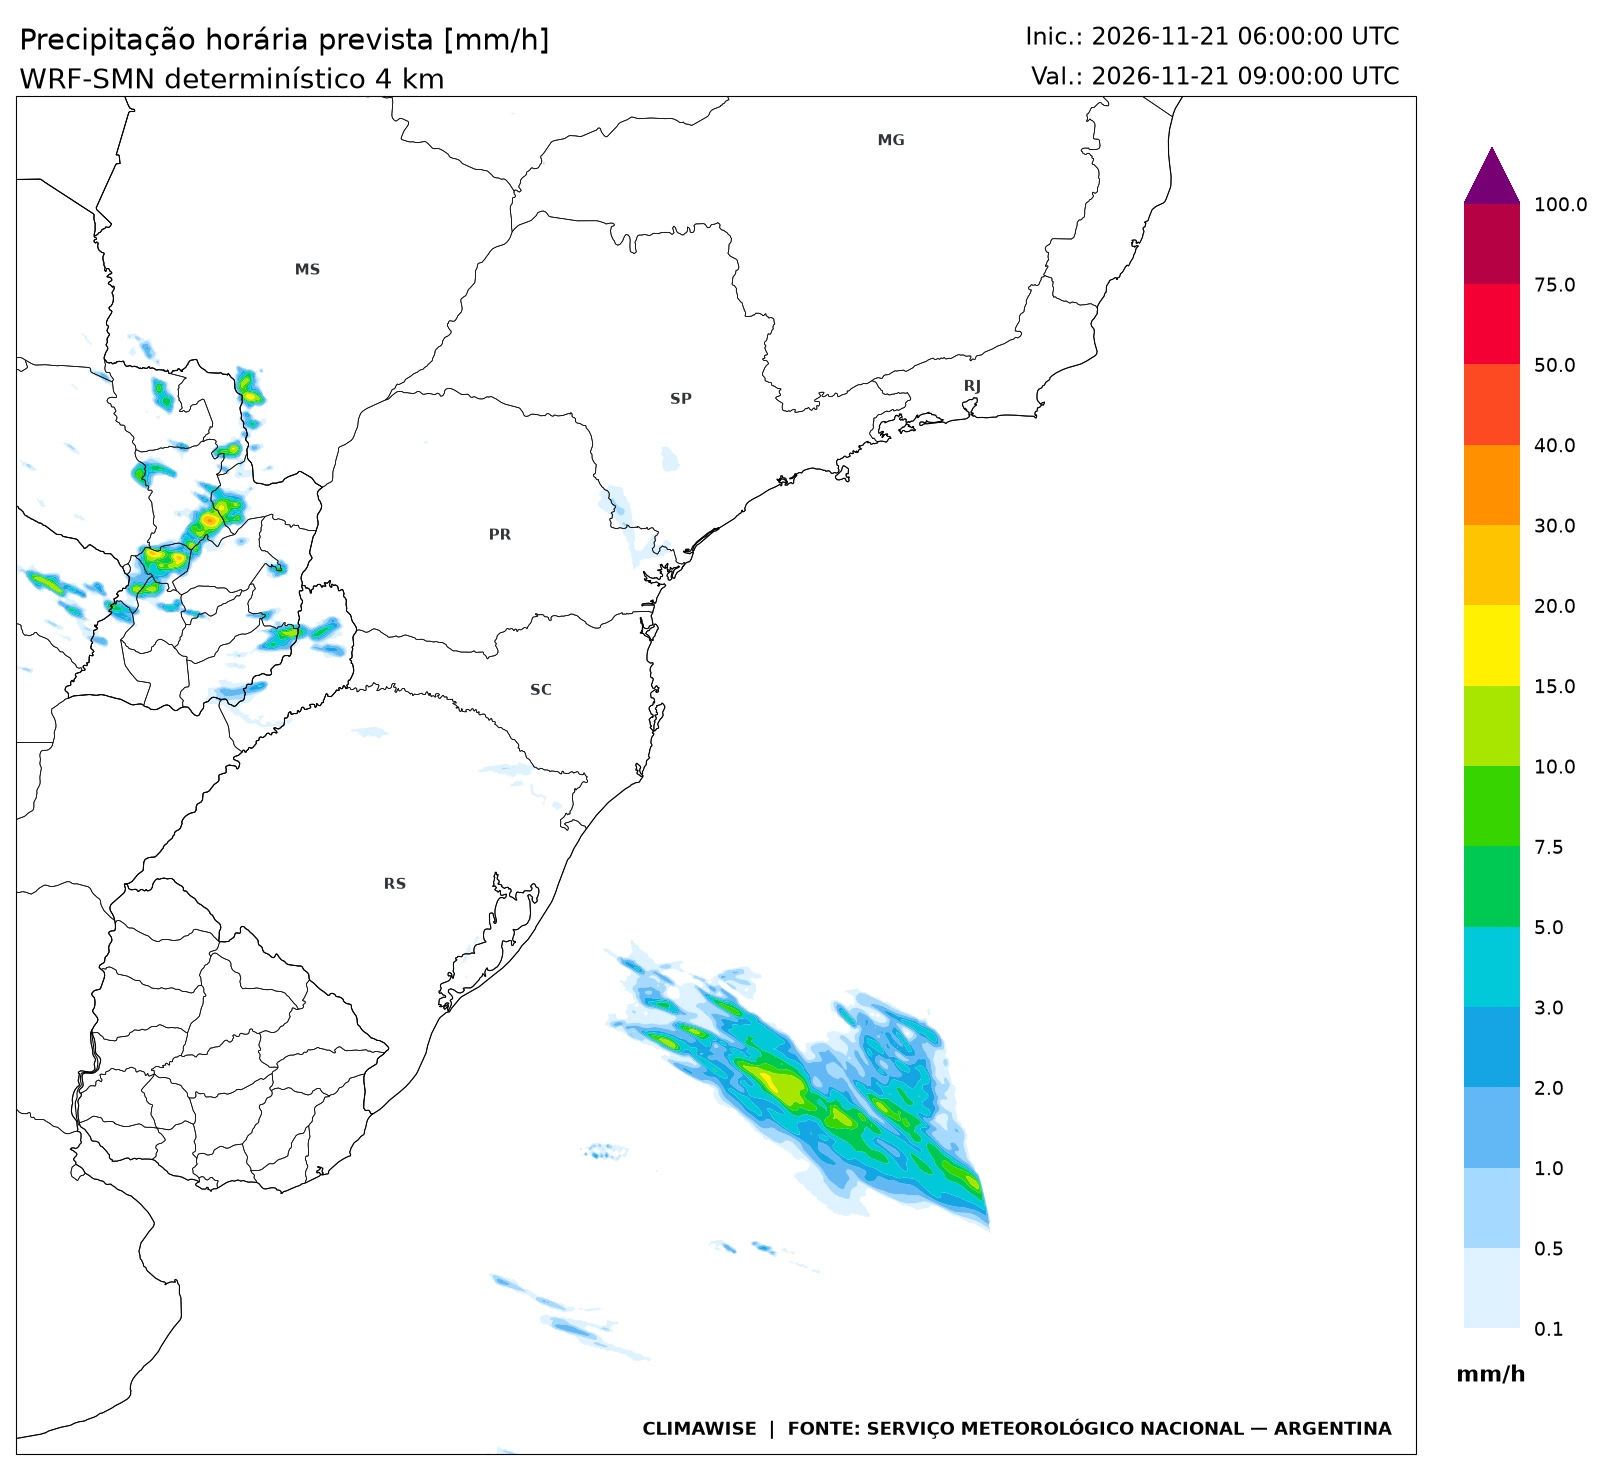 Precipitação horária prevista [mm/h]
WRF-SMN determinístico 4 km
Inic.: 2026-11-21 06:00:00 UTC
Val.: 2026-11-21 09:00:00 UTC
MG
MS
RJ
SP
PR
SC
RS
100.0
75.0
50.0
40.0
30.0
20.0
15.0
10.0
7.5
5.0
3.0
2.0
1.0
0.5
0.1
mm/h
CLIMAWISE | FONTE: SERVIÇO METEOROLÓGICO NACIONAL — ARGENTINA